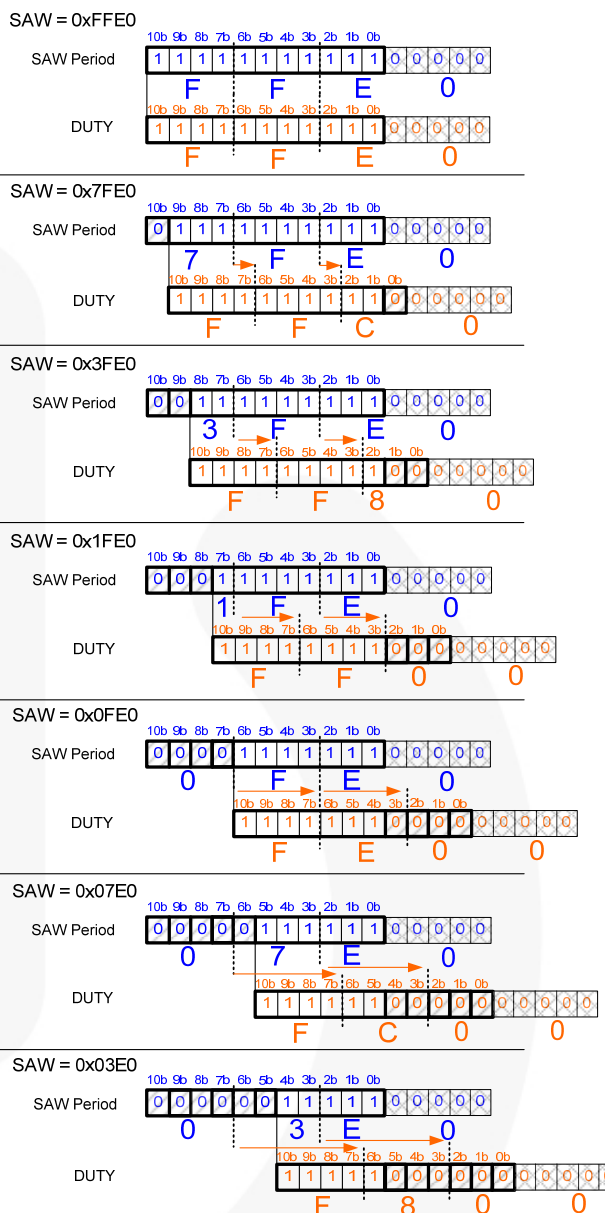 SAW = 0xFFE0
10b 9b 8b 7b 6b 5b 4b 3b 2b 1b 0b
SAW Period 1 1 1 1 1 1 1 1 1 1 1 0 0 0 0 0
F F E 0
10b 9b 8b 7b 6b 5b 4b 3b 2b 1b 0b
DUTY 1 1 1 1 1 1 1 1 1 1 1 0 0 0 0 0
F F E 0
SAW = 0x7FE0
10b 9b 8b 7b 6b 5b 4b 3b 2b 1b 0b
SAW Period 0 1 1 1 1 1 1 1 1 1 1 0 0 0 0 0
7 F E 0
10b 9b 8b 7b 6b 5b 4b 3b 2b 1b 0b
DUTY 1 1 1 1 1 1 1 1 1 1 0 0 0 0 0 0
F F C 0
SAW = 0x3FE0
10b 9b 8b 7b 6b 5b 4b 3b 2b 1b 0b
SAW Period 0 0 1 1 1 1 1 1 1 1 1 0 0 0 0 0
3 F E 0
10b 9b 8b 7b 6b 5b 4b 3b 2b 1b 0b
DUTY 1 1 1 1 1 1 1 1 1 0 0 0 0 0 0 0
F F 8 0
SAW = 0x1FE0
10b 9b 8b 7b 6b 5b 4b 3b 2b 1b 0b
SAW Period 0 0 0 1 1 1 1 1 1 1 1 0 0 0 0 0
1 F E 0
10b 9b 8b 7b 6b 5b 4b 3b 2b 1b 0b
DUTY 1 1 1 1 1 1 1 1 0 0 0 0 0 0 0 0
F F 0 0
SAW = 0x0FE0
10b 9b 8b 7b 6b 5b 4b 3b 2b 1b 0b
SAW Period 0 0 0 0 1 1 1 1 1 1 1 0 0 0 0 0
0 F E 0
10b 9b 8b 7b 6b 5b 4b 3b 2b 1b 0b
DUTY 1 1 1 1 1 1 1 0 0 0 0 0 0 0 0 0
F E 0 0
SAW = 0x07E0
10b 9b 8b 7b 6b 5b 4b 3b 2b 1b 0b
SAW Period 0 0 0 0 0 1 1 1 1 1 1 0 0 0 0 0
0 7 E 0
10b 9b 8b 7b 6b 5b 4b 3b 2b 1b 0b
DUTY 1 1 1 1 1 1 0 0 0 0 0 0 0 0 0 0
F C 0 0
SAW = 0x03E0
10b 9b 8b 7b 6b 5b 4b 3b 2b 1b 0b
SAW Period 0 0 0 0 0 0 1 1 1 1 1 0 0 0 0 0
0 3 E 0
10b 9b 8b 7b 6b 5b 4b 3b 2b 1b 0b
DUTY 1 1 1 1 1 0 0 0 0 0 0 0 0 0 0 0
F 8 0 0